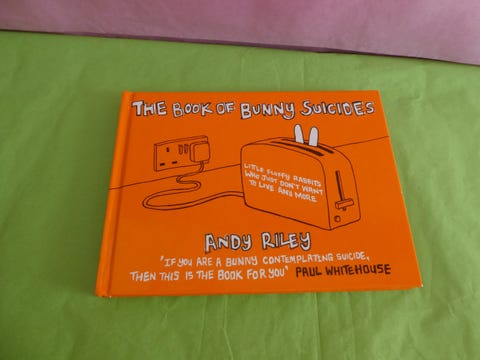 THE BOOK OF BUNNY SUICIDES
LITTLE FLUFFY RABBITS
WHO JUST DON'T WANT
TO LIVE ANY MORE
ANDY RILEY
"IF YOU ARE A BUNNY CONTEMPLATING SUICIDE,
THEN THIS IS THE BOOK FOR YOU" PAUL WHITEHOUSE